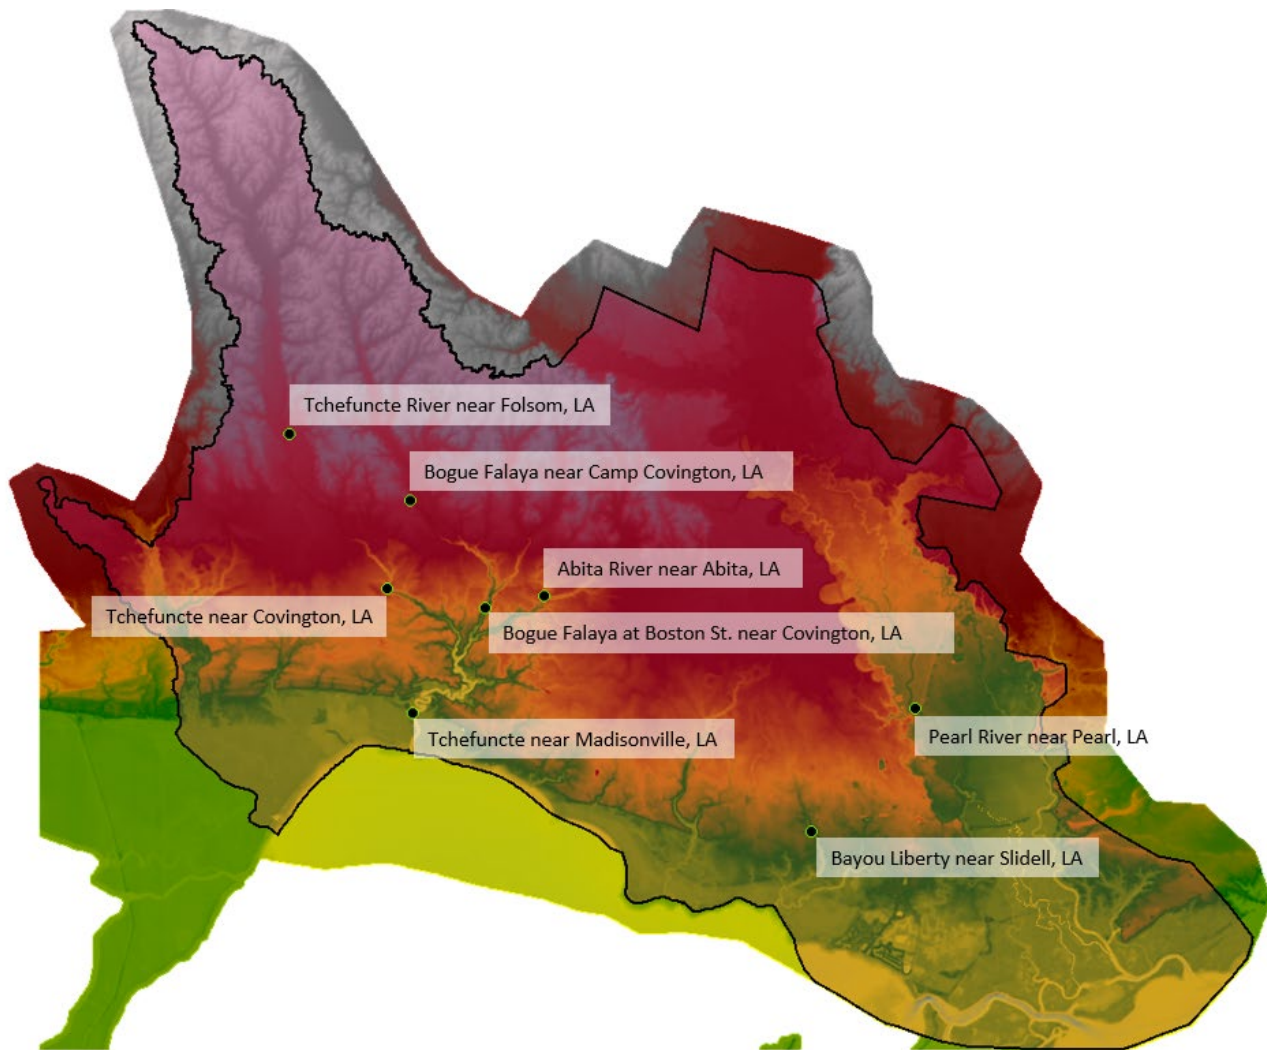 Tchefuncte River near Folsom, LA
Bogue Falaya near Camp Covington, LA
Abita River near Abita, LA
Tchefuncte near Covington, LA
Bogue Falaya at Boston St. near Covington, LA
Tchefuncte near Madisonville, LA
Pearl River near Pearl, LA
Bayou Liberty near Slidell, LA